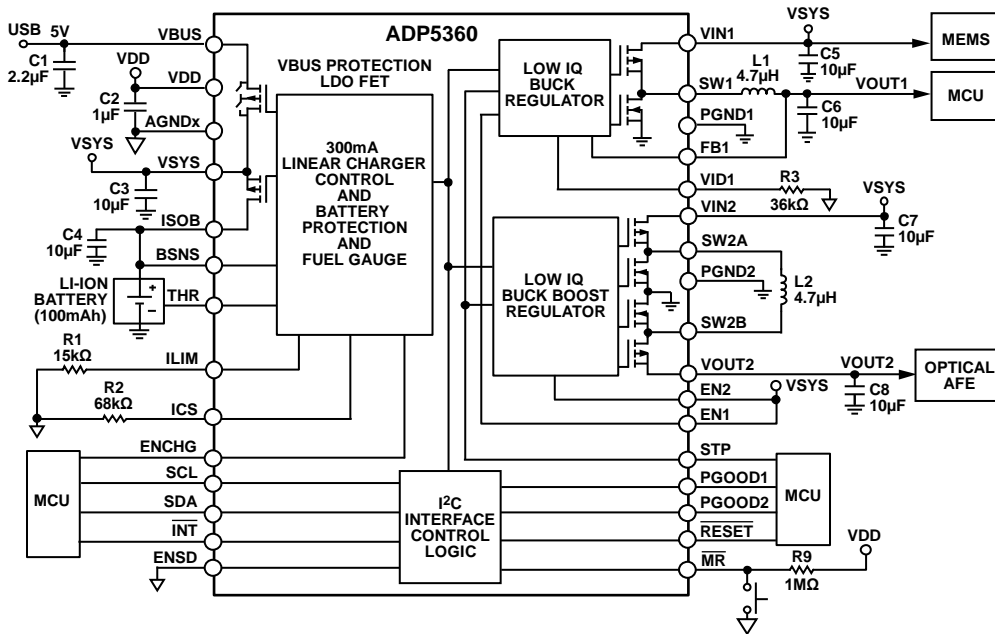 ADP5360
USB 5V
VBUS
C1
2.2µF
VDD
VDD
C2
1µF
AGNDx
VSYS
VSYS
C3
10µF
ISOB
C4
10µF
BSNS
LI-ION
BATTERY
(100mAh)
+
–
THR
R1
15kΩ
ILIM
R2
68kΩ
ICS
ENCHG
SCL
MCU
SDA
INT
ENSD
VBUS PROTECTION
LDO FET
300mA
LINEAR CHARGER
CONTROL
AND
BATTERY
PROTECTION
AND
FUEL GAUGE
LOW IQ
BUCK
REGULATOR
LOW IQ
BUCK BOOST
REGULATOR
I2C
INTERFACE
CONTROL
LOGIC
VIN1
VSYS
C5
10µF
MEMS
SW1
L1
4.7µH
VOUT1
C6
10µF
MCU
PGND1
FB1
VID1
R3
36kΩ
VSYS
VIN2
C7
10µF
SW2A
PGND2
L2
4.7µH
SW2B
VOUT2
VOUT2
C8
10µF
OPTICAL
AFE
EN2
VSYS
EN1
STP
PGOOD1
MCU
PGOOD2
RESET
MR
R9
1MΩ
VDD